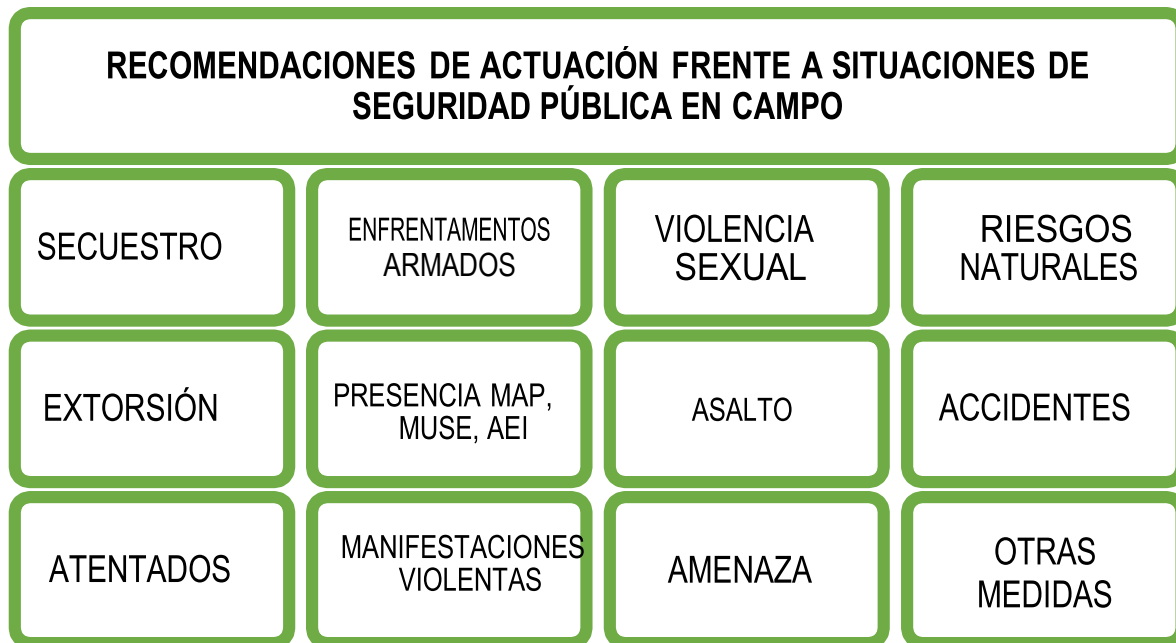 RECOMENDACIONES DE ACTUACIÓN FRENTE A SITUACIONES DE
SEGURIDAD PÚBLICA EN CAMPO
SECUESTRO
ENFRENTAMENTOS
ARMADOS
VIOLENCIA
SEXUAL
RIESGOS
NATURALES
EXTORSIÓN
PRESENCIA MAP,
MUSE, AEI
ASALTO
ACCIDENTES
ATENTADOS
MANIFESTACIONES
VIOLENTAS
AMENAZA
OTRAS
MEDIDAS